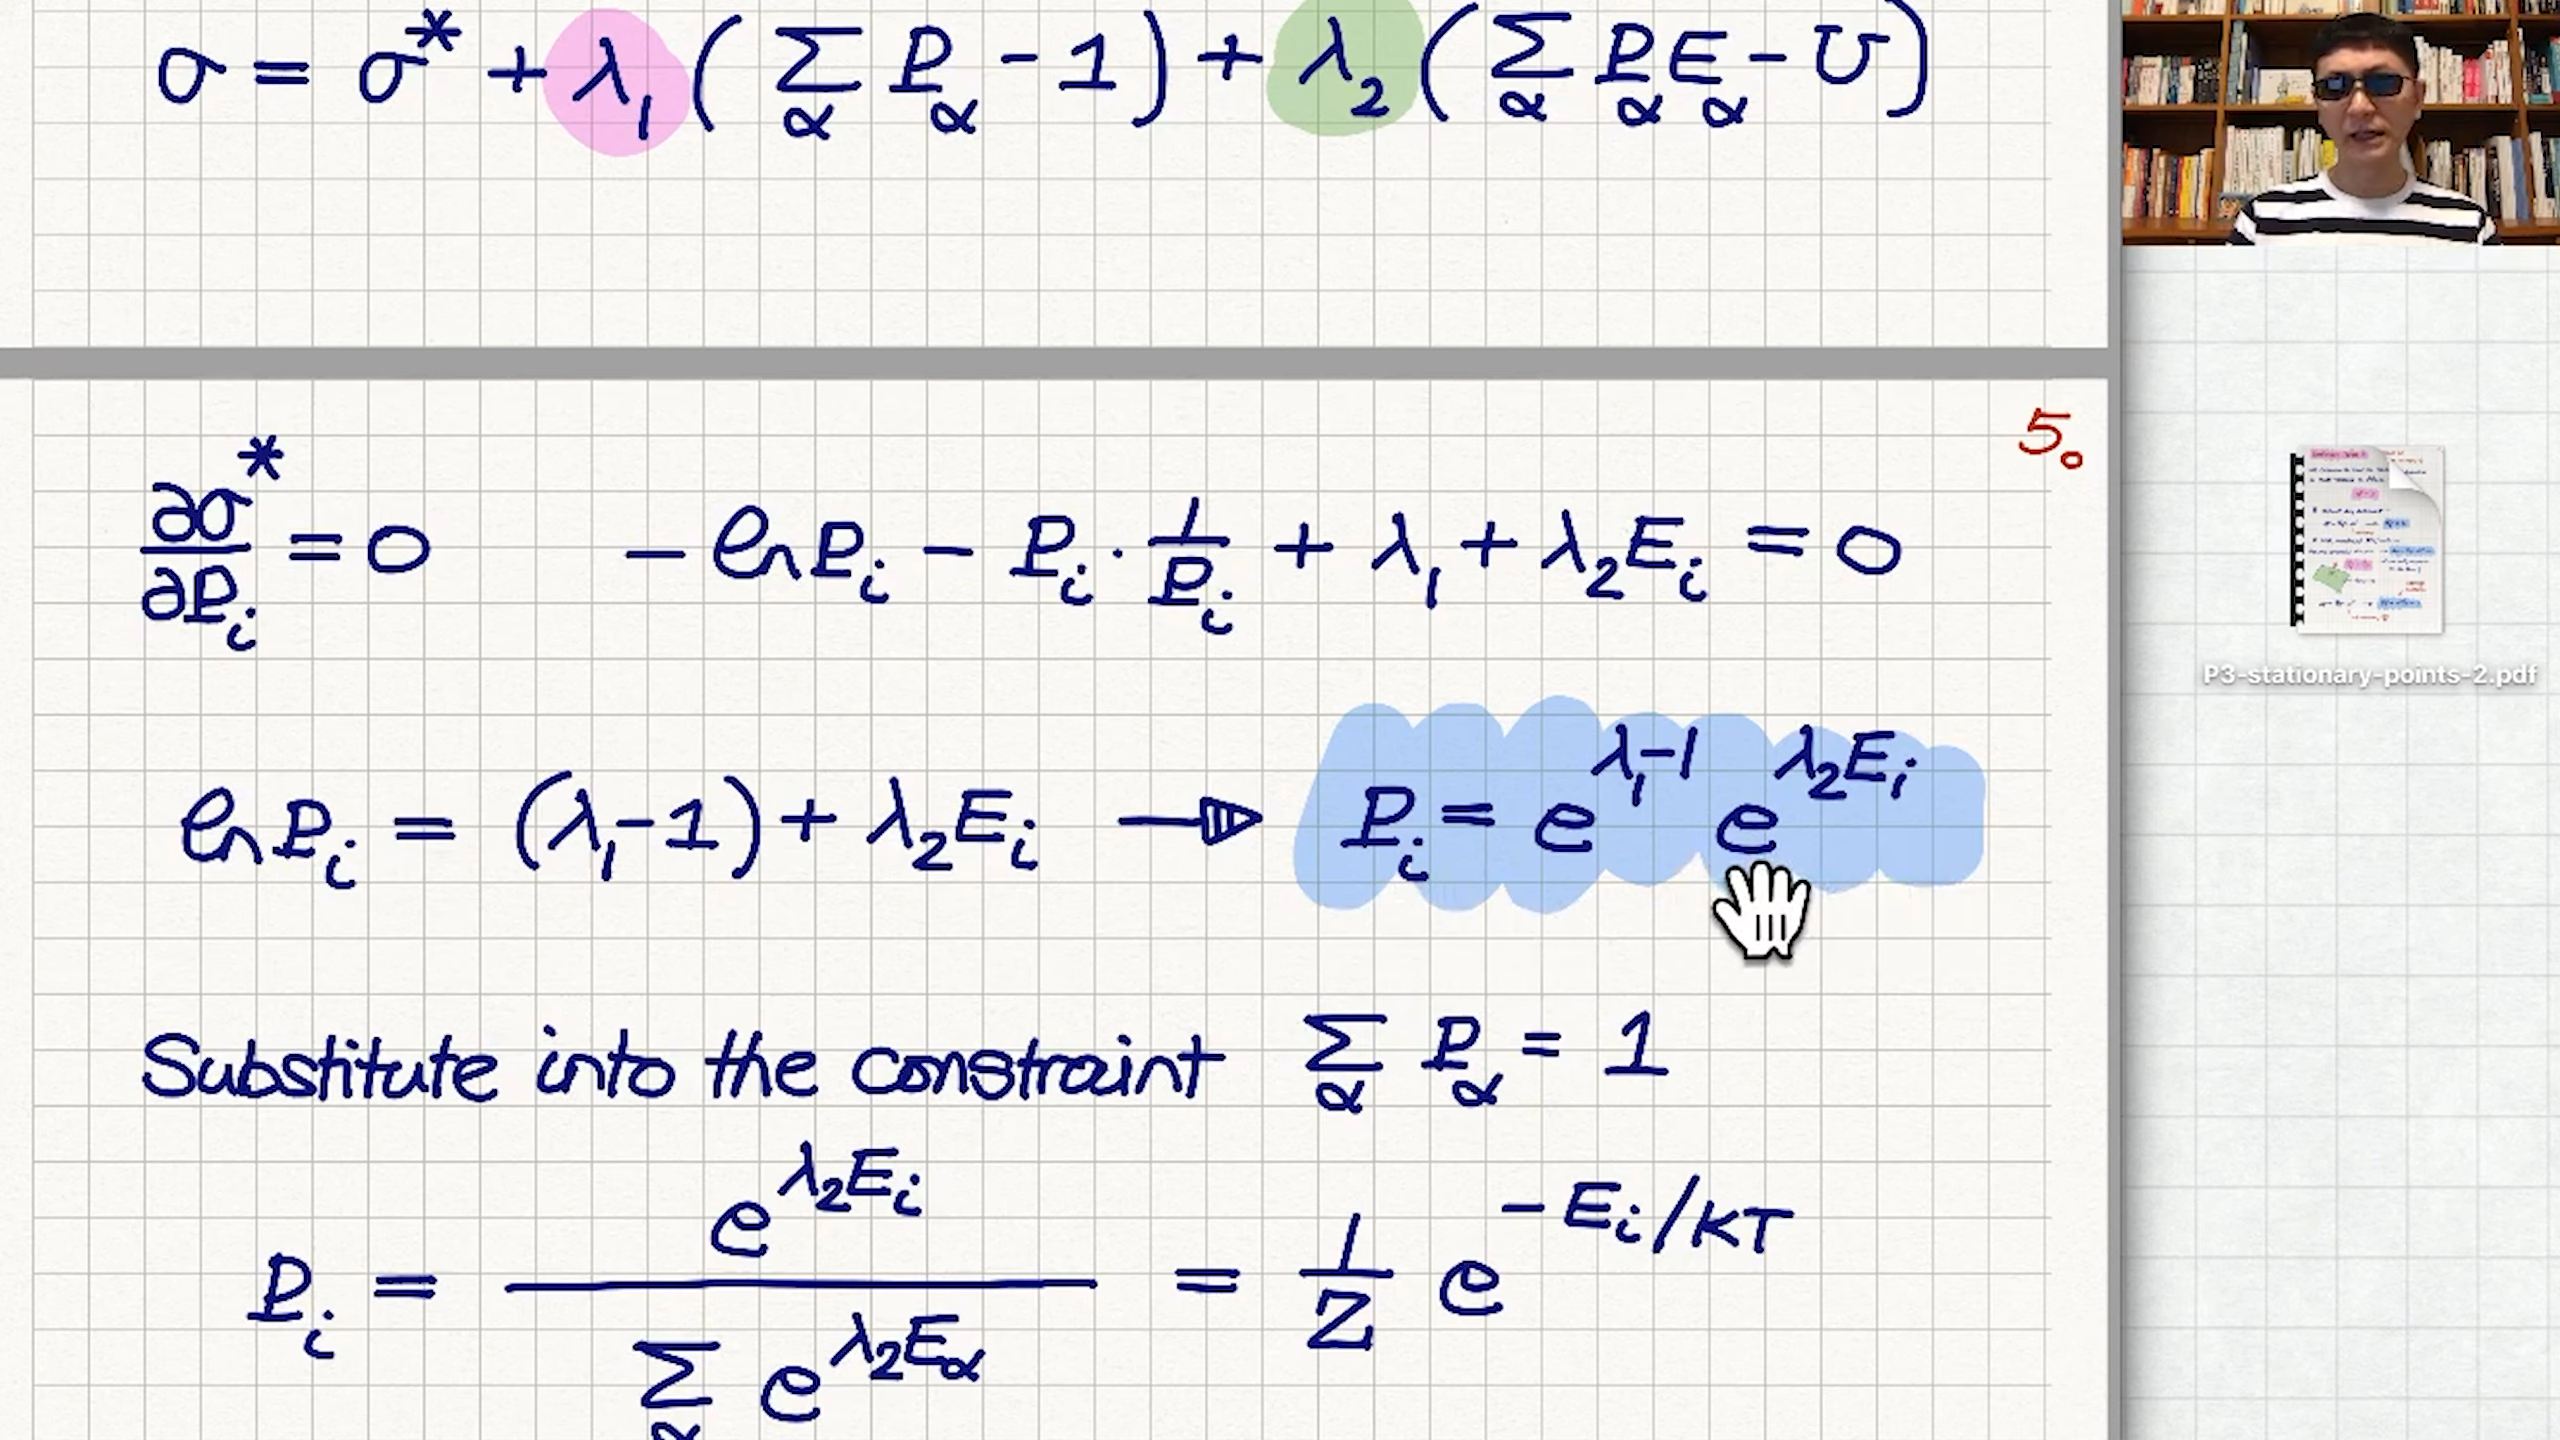 σ = σ* + λ₁ ( Σ_α P_α - 1 ) + λ₂ ( Σ_α P_α E_α - U )
5.
∂σ*/∂P_i = 0    - ln P_i - P_i · 1/P_i + λ₁ + λ₂E_i = 0
ln P_i = (λ₁-1) + λ₂E_i → P_i = e^{λ₁-1} e^{λ₂E_i}
Substitute into the constraint Σ_α P_α = 1
P_i = e^{λ₂E_i} / Σ_α e^{λ₂E_α} = 1/Z e^{-E_i/kT}
P3-stationary-points-2.pdf